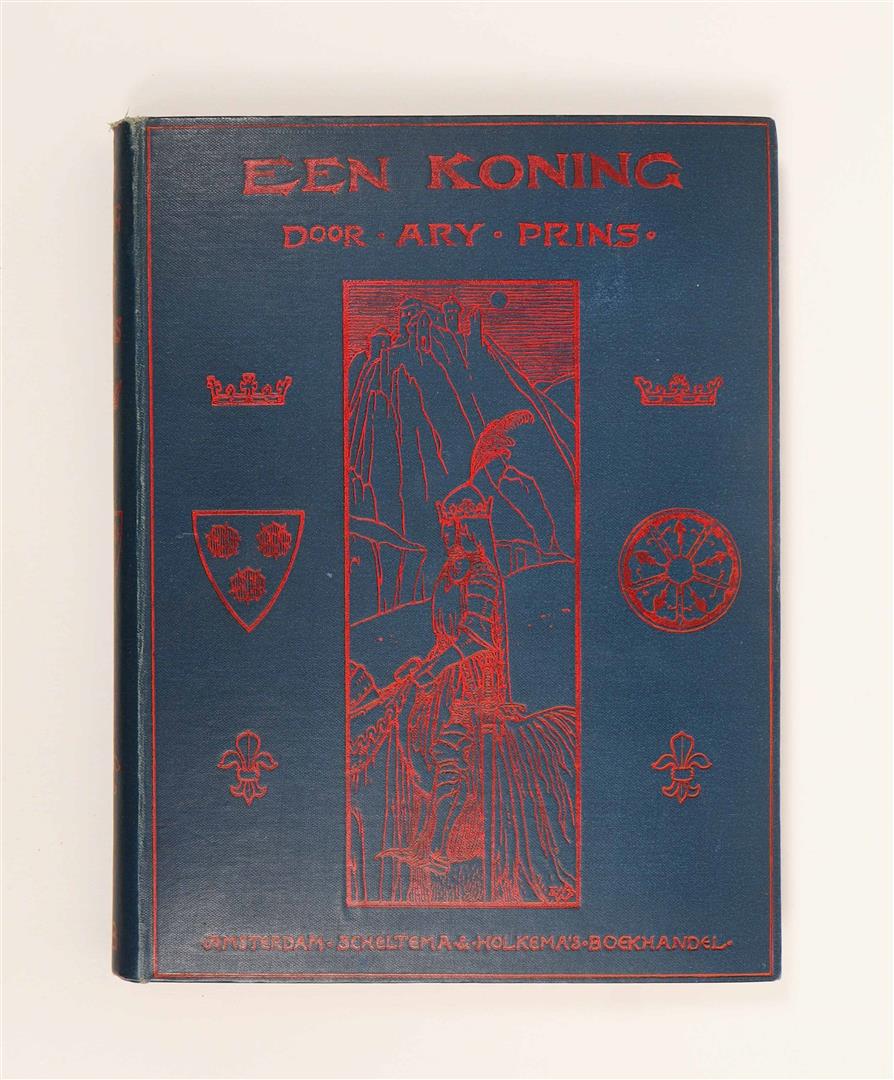 EEN KONING
DOOR · ARY · PRINS ·
AMSTERDAM · SCHELTEMA & HOLKEMA'S · BOEKHANDEL ·